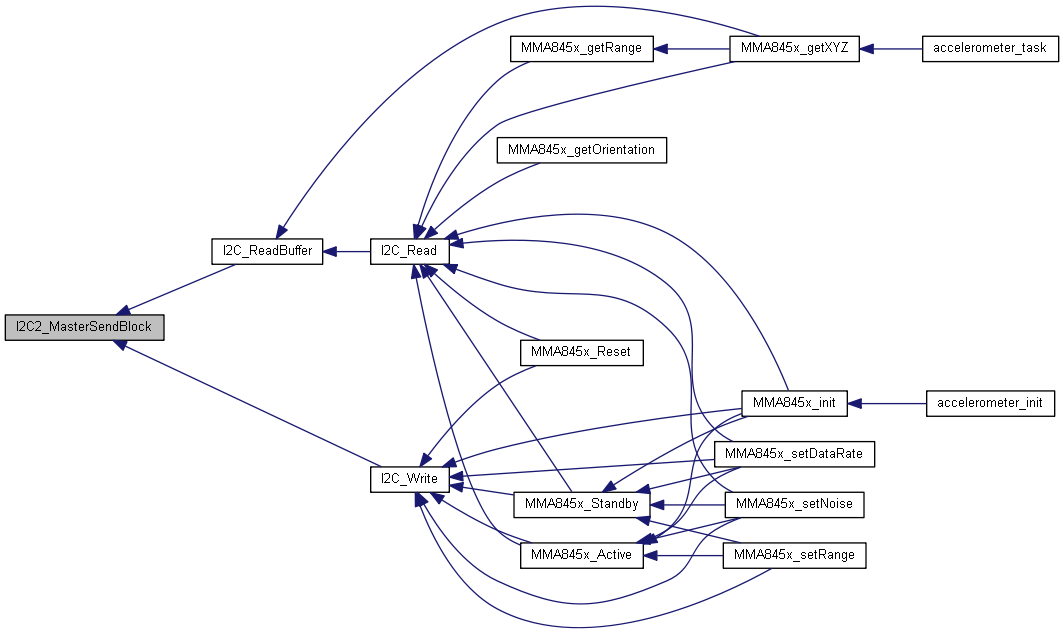 MMA845x_getRange
MMA845x_getXYZ
accelerometer_task
MMA845x_getOrientation
I2C_ReadBuffer
I2C_Read
I2C2_MasterSendBlock
MMA845x_Reset
MMA845x_init
accelerometer_init
MMA845x_setDataRate
I2C_Write
MMA845x_Standby
MMA845x_setNoise
MMA845x_Active
MMA845x_setRange